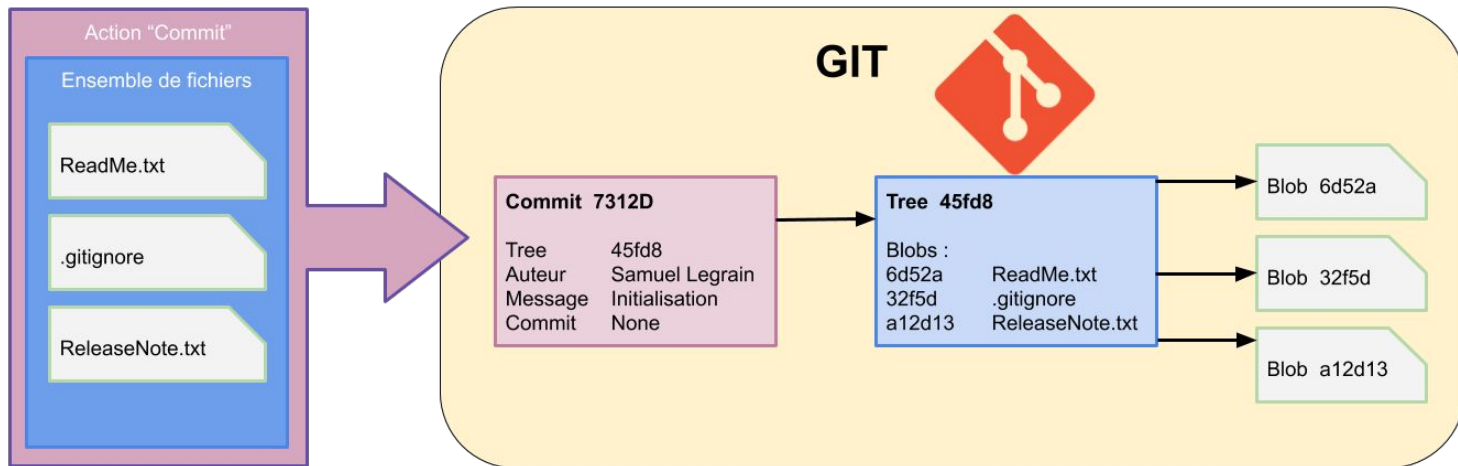 Action “Commit”
Ensemble de fichiers
ReadMe.txt
.gitignore
ReleaseNote.txt
GIT
Commit 7312D
Tree 45fd8
Auteur Samuel Legrain
Message Initialisation
Commit None
Tree 45fd8
Blobs :
6d52a ReadMe.txt
32f5d .gitignore
a12d13 ReleaseNote.txt
Blob 6d52a
Blob 32f5d
Blob a12d13